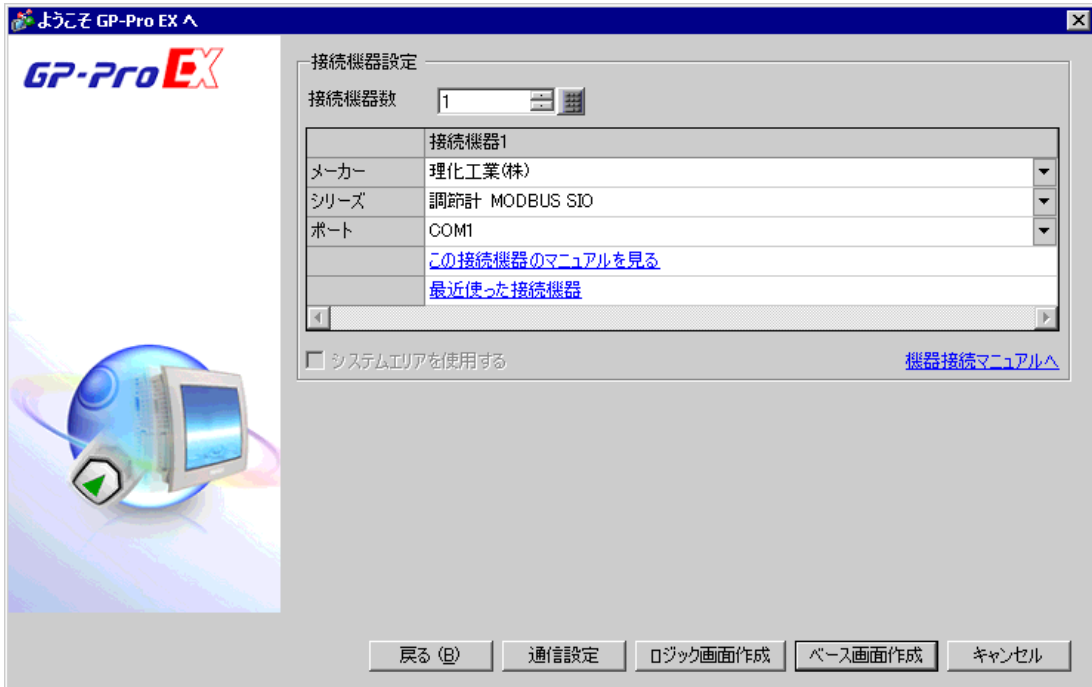 ようこそ GP-Pro EX へ
GP-Pro EX
接続機器設定
接続機器数 1
接続機器1
メーカー 理化工業(株)
シリーズ 調節計 MODBUS SIO
ポート COM1
この接続機器のマニュアルを見る
最近使った接続機器
システムエリアを使用する 機器接続マニュアルへ
戻る (B) 通信設定 ロジック画面作成 ベース画面作成 キャンセル